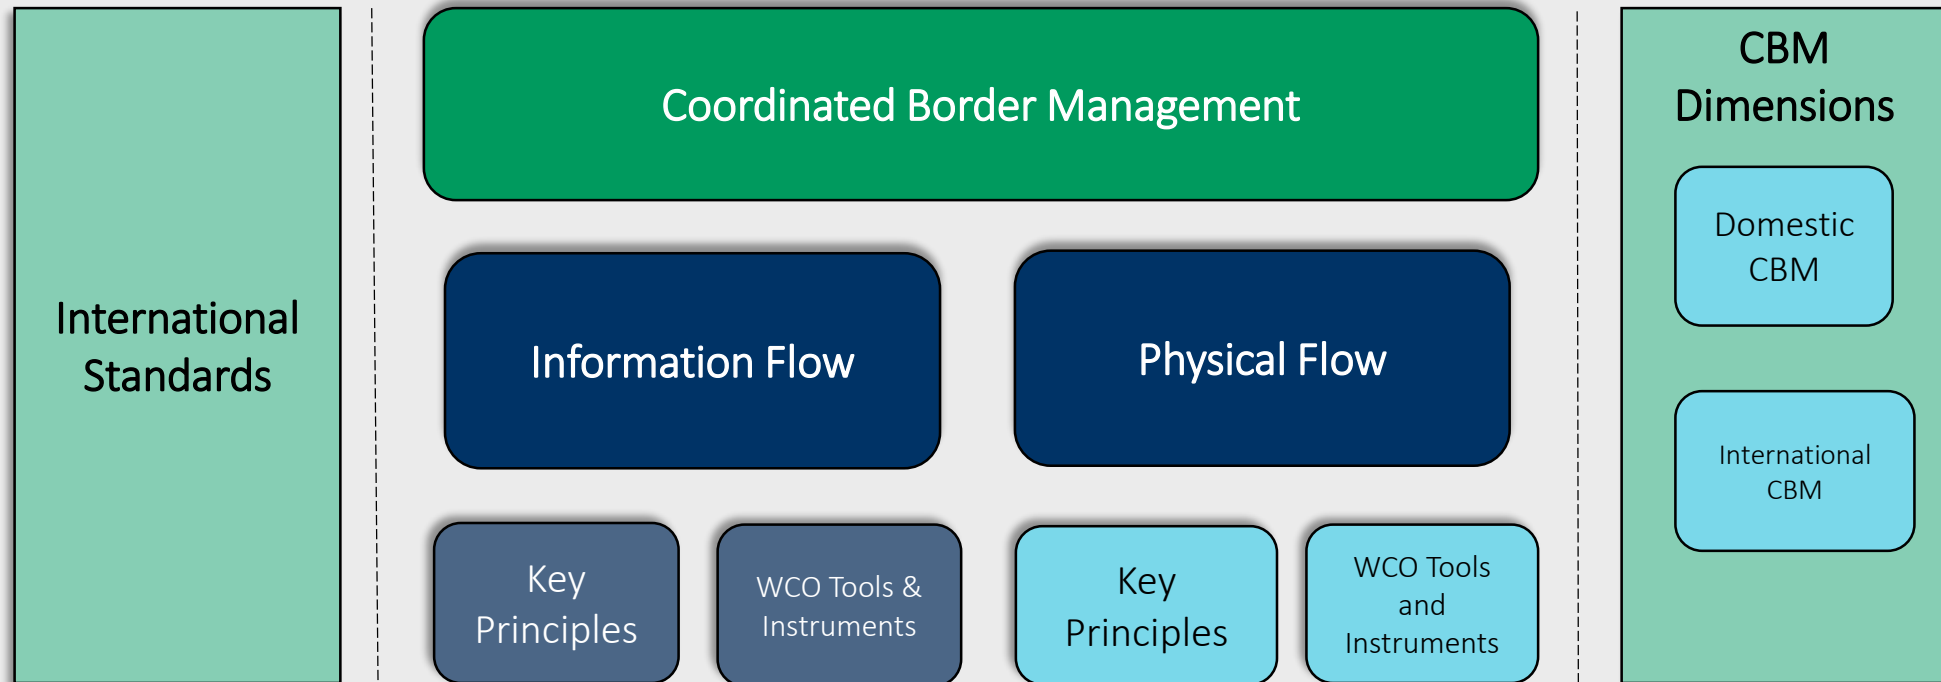 International
Standards
Coordinated Border Management
Information Flow
Physical Flow
Key
Principles
WCO Tools &
Instruments
Key
Principles
WCO Tools
and
Instruments
CBM
Dimensions
Domestic
CBM
International
CBM